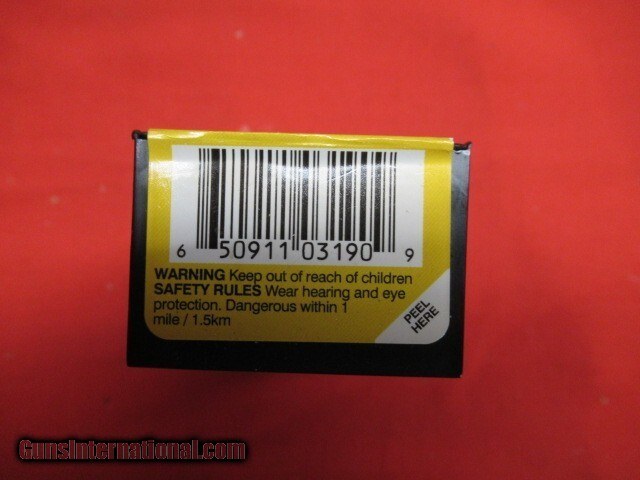 6 50911 03190 9
WARNING Keep out of reach of children
SAFETY RULES Wear hearing and eye
protection. Dangerous within 1
mile / 1.5km
PEEL
HERE
GunsInternational.com